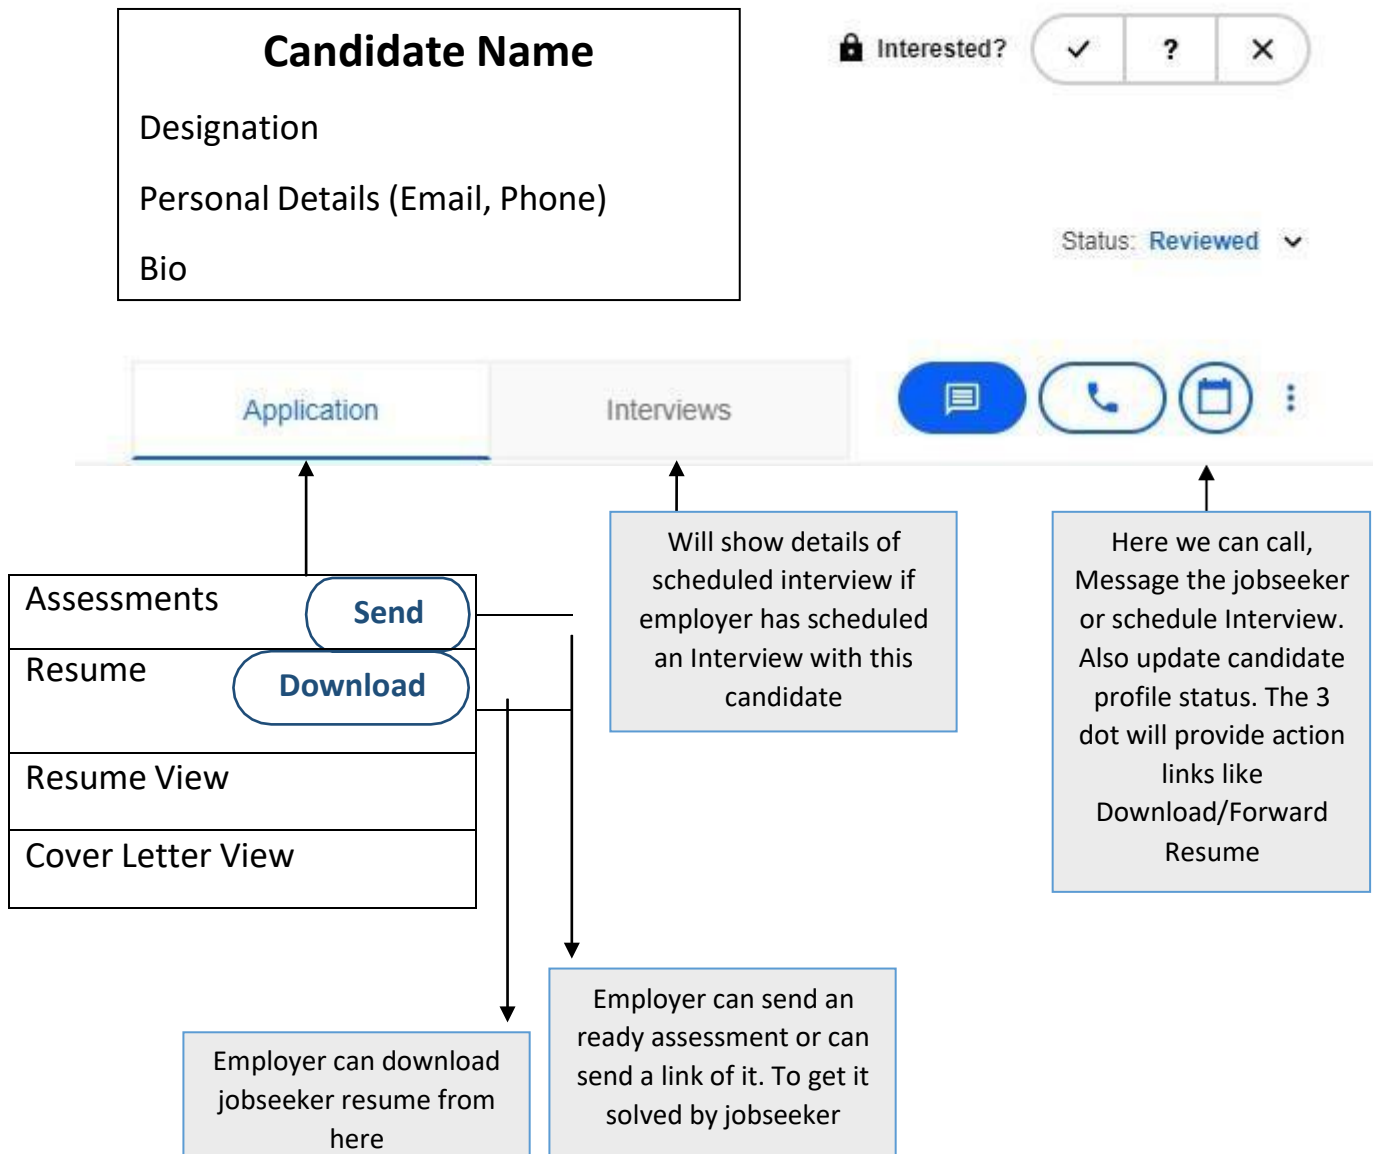 Candidate Name
Designation
Personal Details (Email, Phone)
Bio
Interested?
?
Status: Reviewed
Application
Interviews
Assessments
Send
Resume
Download
Resume View
Cover Letter View
Will show details of
scheduled interview if
employer has scheduled
an Interview with this
candidate
Here we can call,
Message the jobseeker
or schedule Interview.
Also update candidate
profile status. The 3
dot will provide action
links like
Download/Forward
Resume
Employer can download
jobseeker resume from
here
Employer can send an
ready assessment or can
send a link of it. To get it
solved by jobseeker